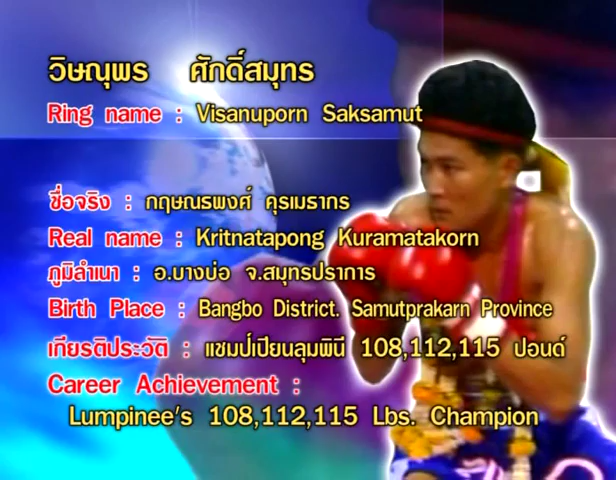 วิษณุพร ศักดิ์สมุทร
Ring name : Visanuporn Saksamut
ชื่อจริง : กฤษณธพงศ์ คุรเมธากร
Real name : Kritnatapong Kuramatakorn
ภูมิลำเนา : อ.บางบ่อ จ.สมุทรปราการ
Birth Place : Bangbo District. Samutprakarn Province
เกียรติประวัติ : แชมป์เปียนลุมพินี 108,112,115 ปอนด์
Career Achievement :
Lumpinee's 108,112,115 Lbs. Champion